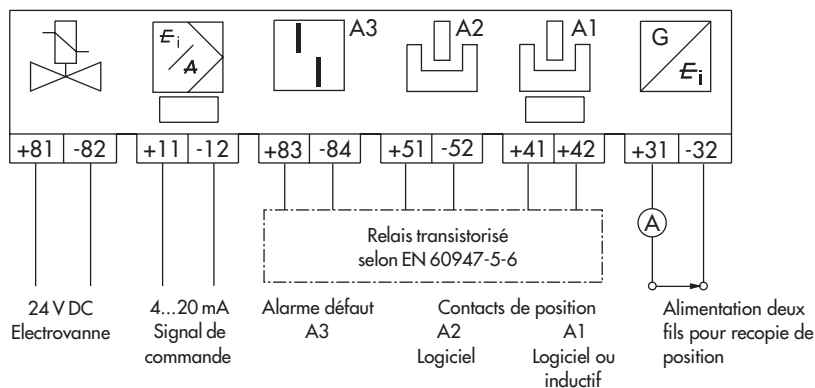 E i / A
A3
A2
A1
G
E i
+81 -82 +11 -12 +83 -84 +51 -52 +41 +42 +31 -32
A
Relais transistorisé
selon EN 60947-5-6
24 V DC
Electrovanne
4...20 mA
Signal de
commande
Alarme défaut
A3
Contacts de position
A2
Logiciel
A1
Logiciel ou
inductif
Alimentation deux
fils pour recopie de
position